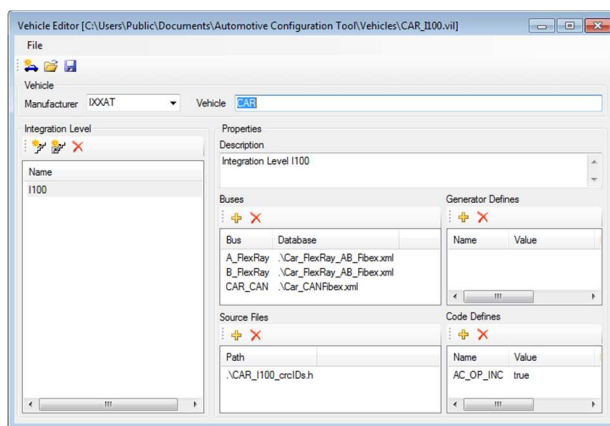 Vehicle Editor [C:\Users\Public\Documents\Automotive Configuration Tool\Vehicles\CAR_I100.vil]
File
Vehicle
Manufacturer IXXAT Vehicle CAR
Integration Level
Name
I100
Properties
Description
Integration Level I100
Buses
Bus Database
A_FlexRay .\Car_FlexRay_AB_Fibex.xml
B_FlexRay .\Car_FlexRay_AB_Fibex.xml
CAR_CAN .\Car_CANFibex.xml
Generator Defines
Name Value
Source Files
Path
.\CAR_I100_crcIDs.h
Code Defines
Name Value
AC_OP_INC true